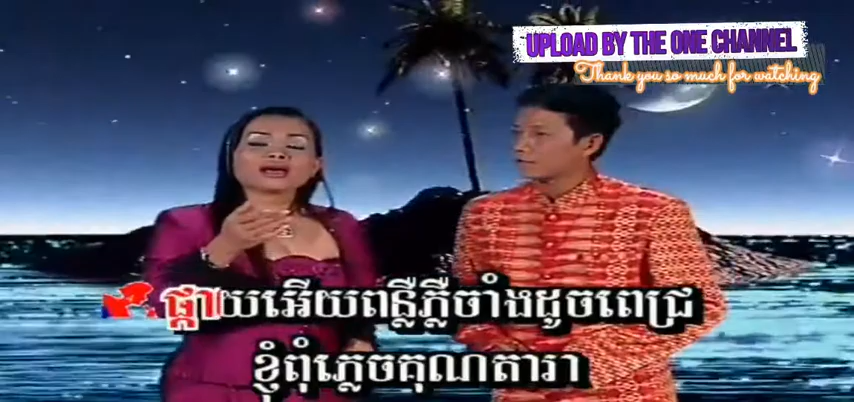 UPLOAD BY THE ONE CHANNEL
Thank you so much for watching
ផ្កាយអើយពន្លឺភ្លឺចាំងដូចពេជ្រ
ខ្ញុំពុំភ្លេចគុណតារា